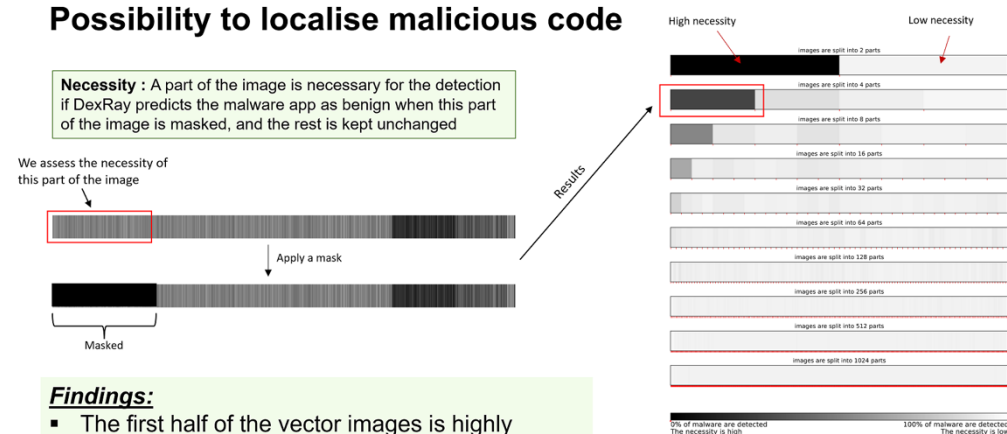 Possibility to localise malicious code
Necessity : A part of the image is necessary for the detection
if DexRay predicts the malware app as benign when this part
of the image is masked, and the rest is kept unchanged
We assess the necessity of
this part of the image
Apply a mask
Masked
Results
Findings:
▪ The first half of the vector images is highly
High necessity
Low necessity
images are split into 2 parts
images are split into 4 parts
images are split into 8 parts
images are split into 16 parts
images are split into 32 parts
images are split into 64 parts
images are split into 128 parts
images are split into 256 parts
images are split into 512 parts
images are split into 1024 parts
0% of malware are detected
The necessity is high
100% of malware are detected
The necessity is low